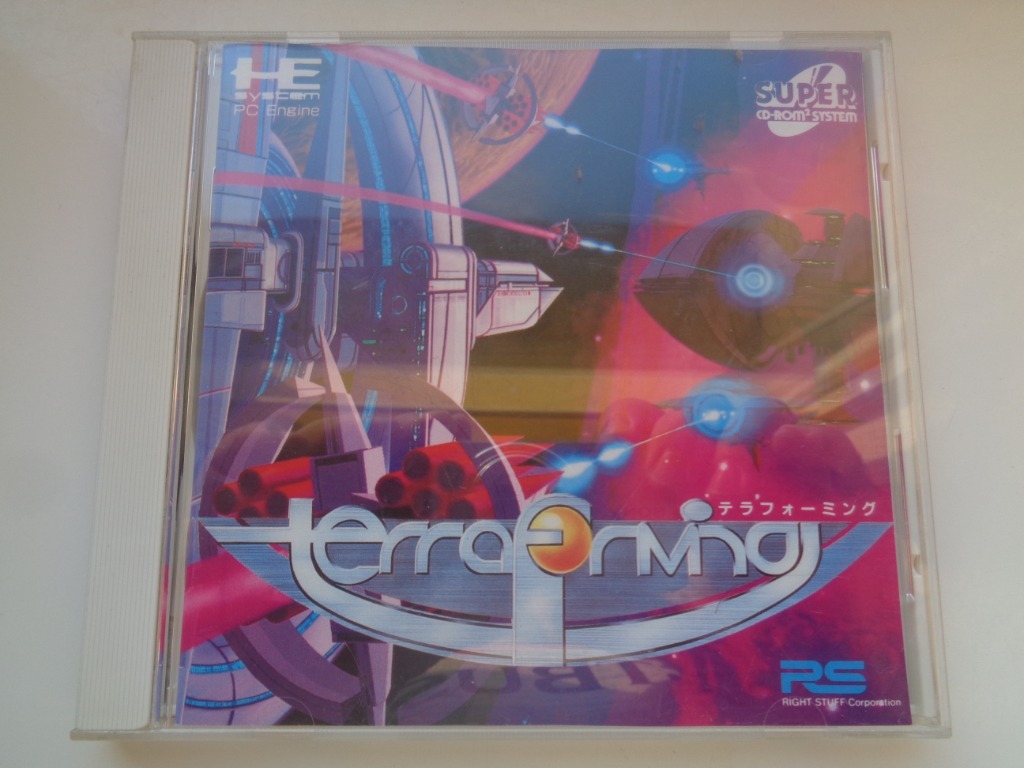 HE
SYSTEM
PC Engine
SUPER
CD-ROM² SYSTEM
テラフォーミング
terraforming
RS
RIGHT STUFF Corporation